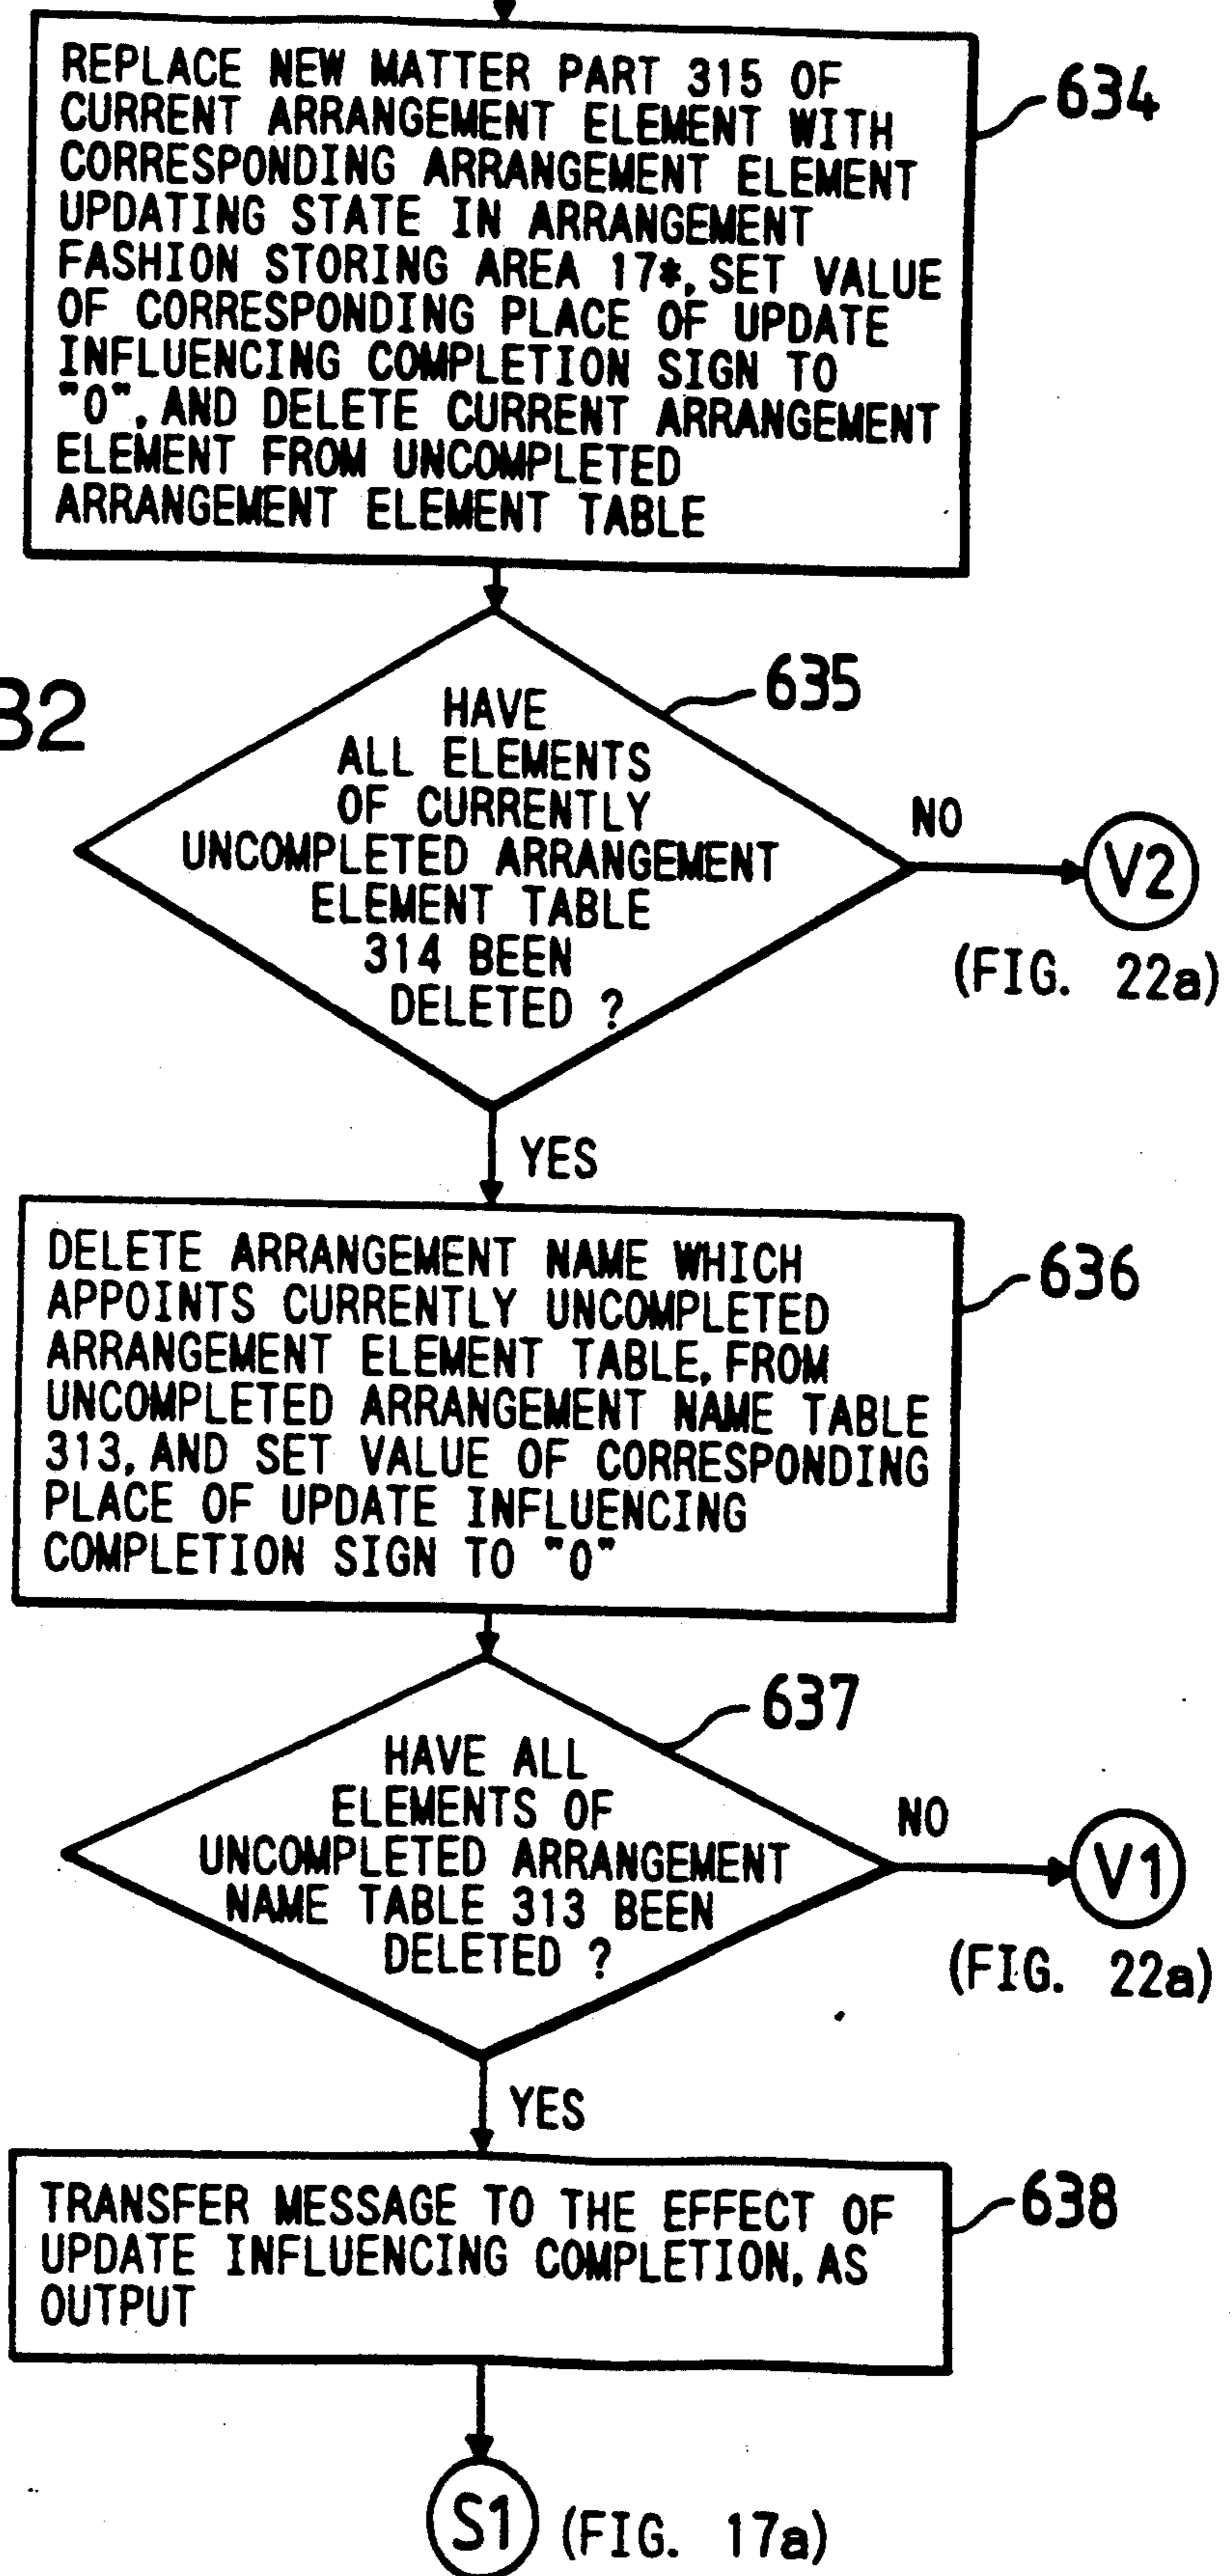 REPLACE NEW MATTER PART 315 OF
CURRENT ARRANGEMENT ELEMENT WITH
CORRESPONDING ARRANGEMENT ELEMENT
UPDATING STATE IN ARRANGEMENT
FASHION STORING AREA 17*, SET VALUE
OF CORRESPONDING PLACE OF UPDATE
INFLUENCING COMPLETION SIGN TO
"0", AND DELETE CURRENT ARRANGEMENT
ELEMENT FROM UNCOMPLETED
ARRANGEMENT ELEMENT TABLE
634
32
635
HAVE
ALL ELEMENTS
OF CURRENTLY
UNCOMPLETED ARRANGEMENT
ELEMENT TABLE
314 BEEN
DELETED ?
NO
V2
(FIG. 22a)
YES
DELETE ARRANGEMENT NAME WHICH
APPOINTS CURRENTLY UNCOMPLETED
ARRANGEMENT ELEMENT TABLE, FROM
UNCOMPLETED ARRANGEMENT NAME TABLE
313, AND SET VALUE OF CORRESPONDING
PLACE OF UPDATE INFLUENCING
COMPLETION SIGN TO "0"
636
637
HAVE ALL
ELEMENTS OF
UNCOMPLETED ARRANGEMENT
NAME TABLE 313 BEEN
DELETED ?
NO
V1
(FIG. 22a)
YES
TRANSFER MESSAGE TO THE EFFECT OF
UPDATE INFLUENCING COMPLETION, AS
OUTPUT
638
S1 (FIG. 17a)